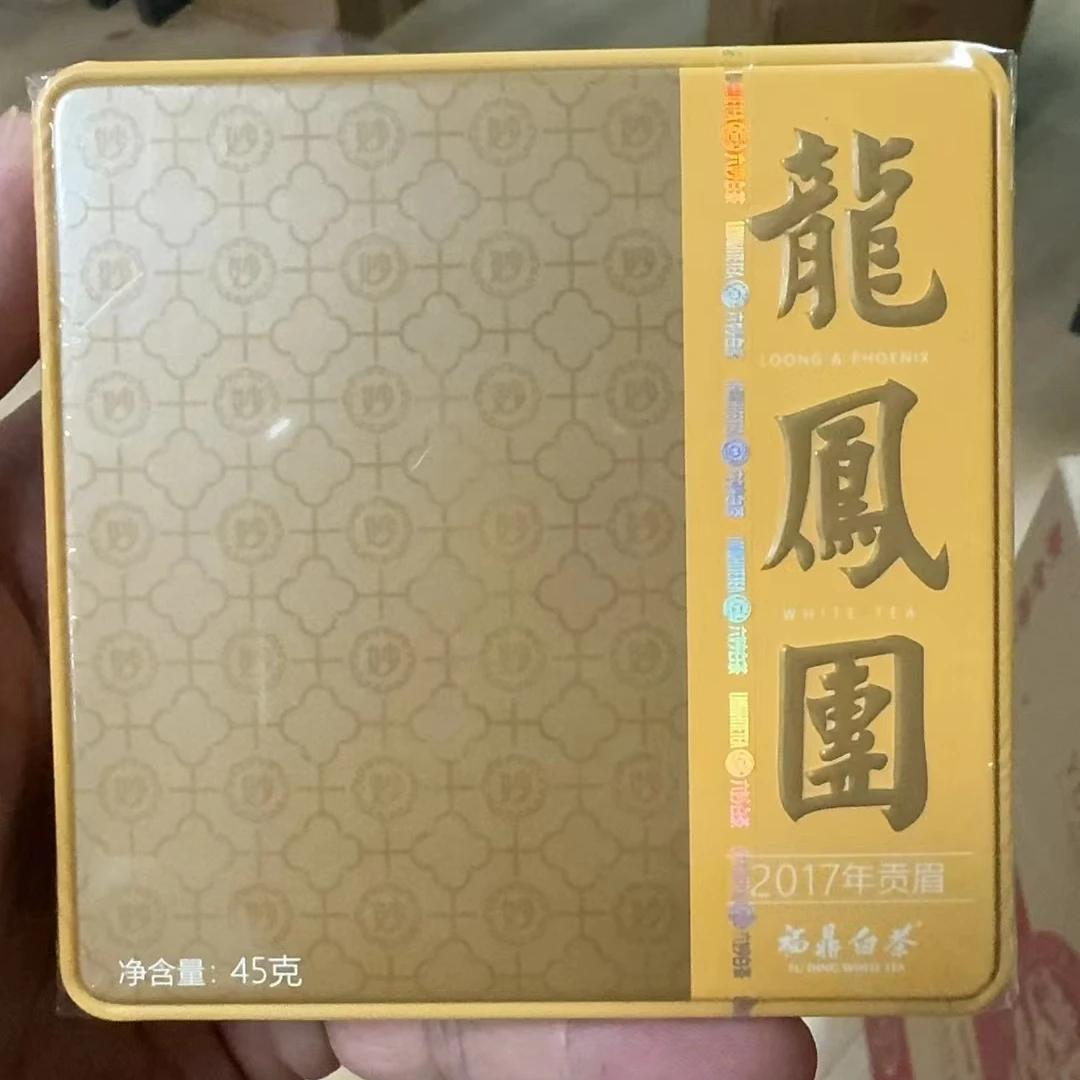 龍
LOONG & PHOENIX
鳳
WHITE TEA
團
2017年贡眉
福鼎白茶
FU DING WHITE TEA
净含量：45克